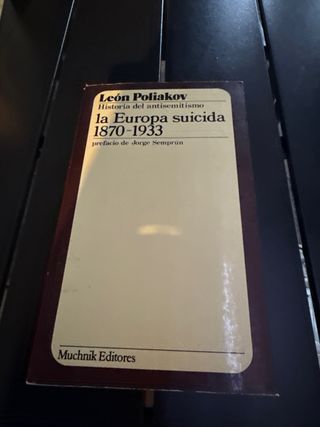 León Poliakov
Historia del antisemitismo
la Europa suicida
1870-1933
prefacio de Jorge Semprún
Muchnik Editores